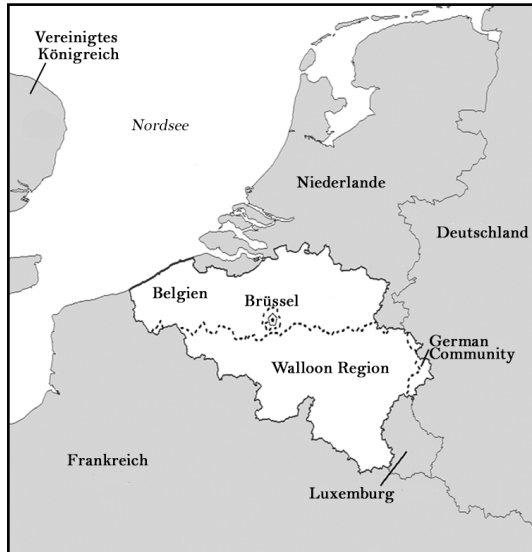 Vereinigtes
Königreich
Nordsee
Niederlande
Deutschland
Belgien
Brüssel
German
Community
Walloon Region
Frankreich
Luxemburg